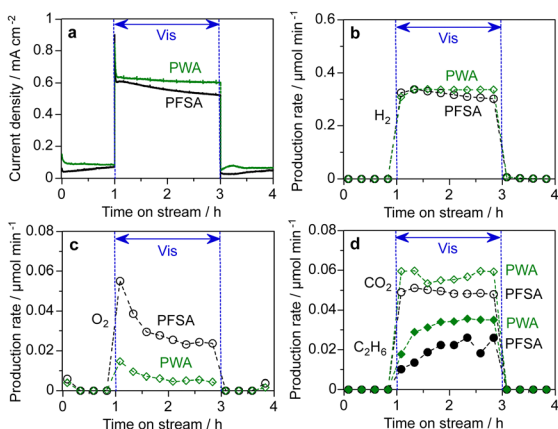 a
Vis
PWA
PFSA
Current density / mA cm⁻²
1
0.8
0.6
0.4
0.2
0
0 1 2 3 4
Time on stream / h
b
Vis
PWA
PFSA
H₂
Production rate / μmol min⁻¹
0.6
0.4
0.2
0
0 1 2 3 4
Time on stream / h
c
Vis
O₂
PFSA
PWA
Production rate / μmol min⁻¹
0.08
0.06
0.04
0.02
0
0 1 2 3 4
Time on stream / h
d
Vis
CO₂
PWA
PFSA
C₂H₆
PWA
PFSA
Production rate / μmol min⁻¹
0.08
0.06
0.04
0.02
0
0 1 2 3 4
Time on stream / h